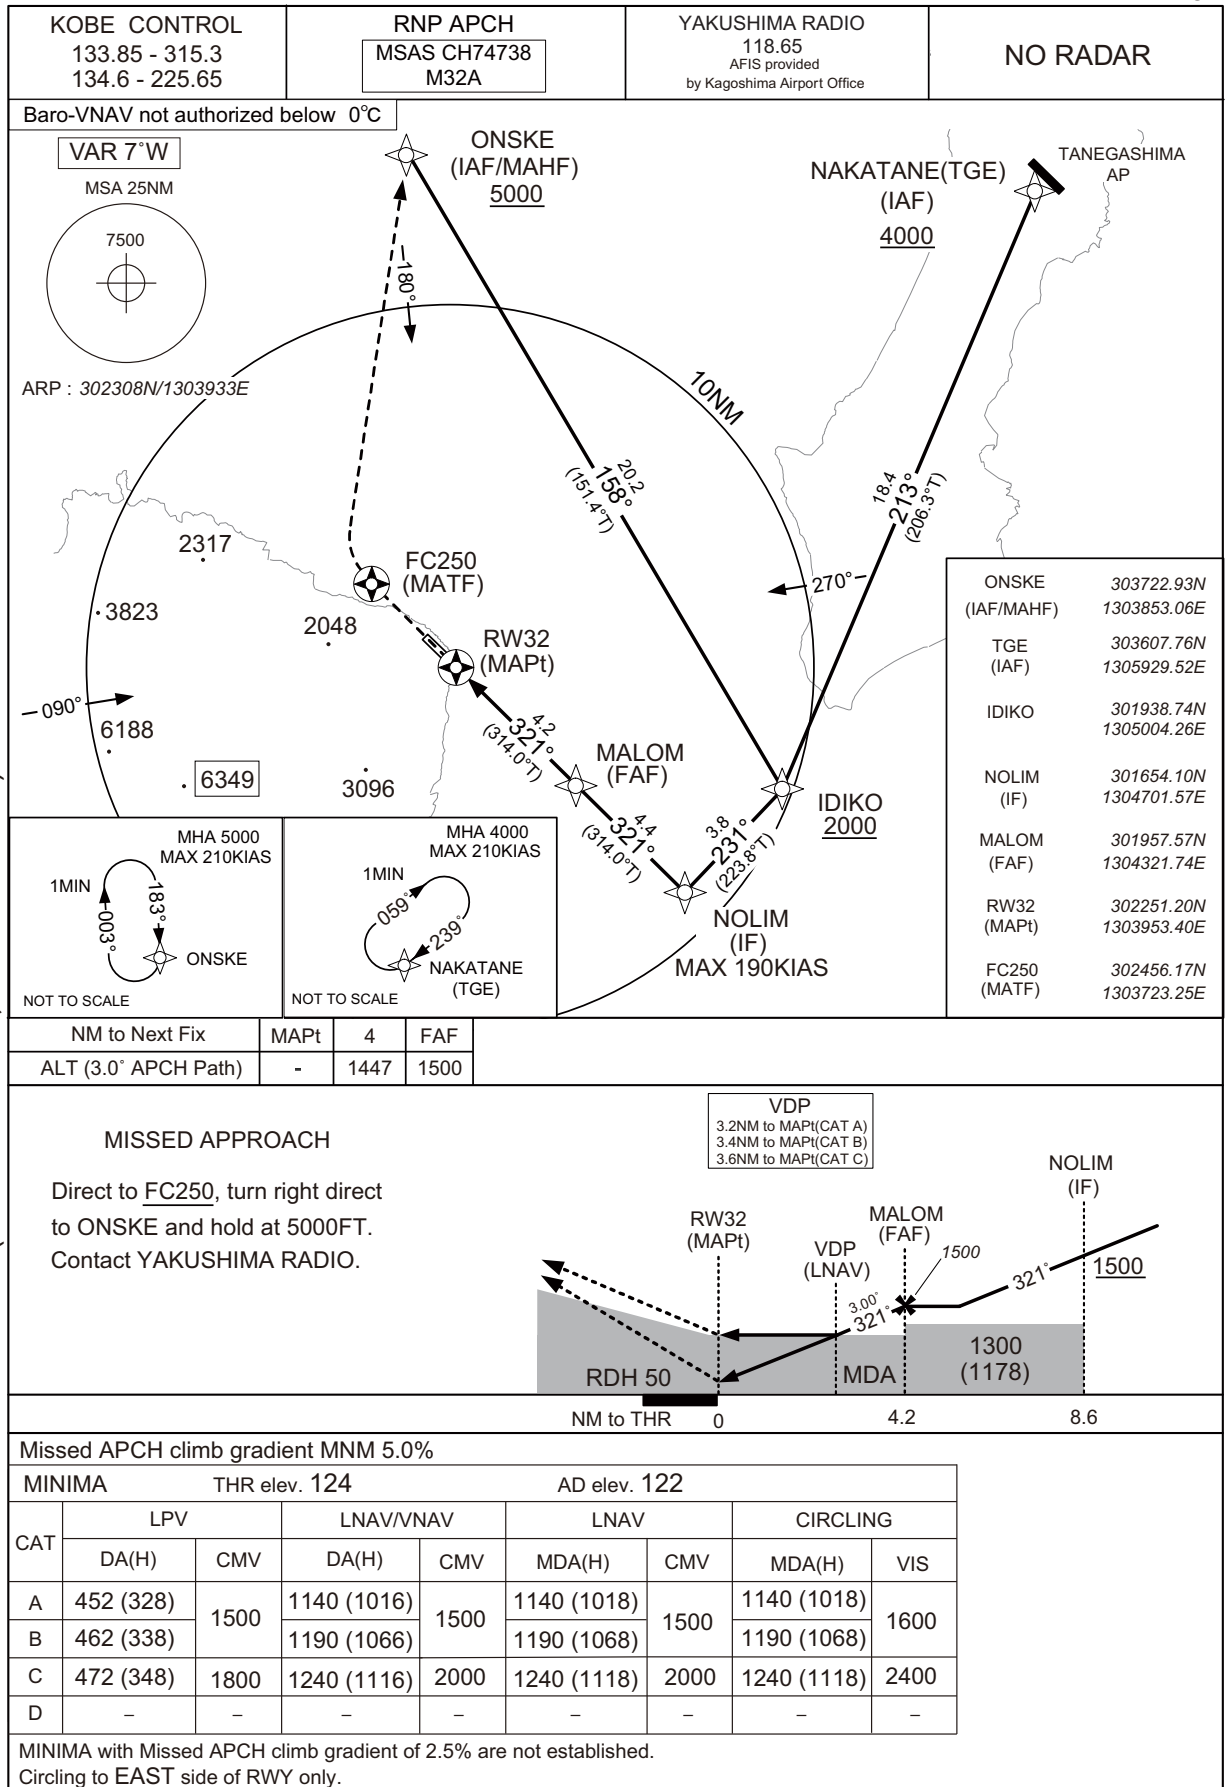 KOBE CONTROL
133.85 - 315.3
134.6 - 225.65
RNP APCH
MSAS CH74738
M32A
YAKUSHIMA RADIO
118.65
AFIS provided
by Kagoshima Airport Office
NO RADAR
Baro-VNAV not authorized below 0°C
VAR 7°W
MSA 25NM
7500
ARP : 302308N/1303933E
ONSKE
(IAF/MAHF)
5000
NAKATANE(TGE)
(IAF)
4000
TANEGASHIMA
AP
180°
10NM
20.2
158°
(151.4°T)
18.4
213°
(206.3°T)
270°
2317
3823
2048
FC250
(MATF)
RW32
(MAPt)
090°
6188
6349
3096
4.2
321°
(314.0°T)
MALOM
(FAF)
4.4
321°
(314.0°T)
3.8
231°
(223.8°T)
IDIKO
2000
NOLIM
(IF)
MAX 190KIAS
ONSKE 303722.93N
(IAF/MAHF) 1303853.06E
TGE 303607.76N
(IAF) 1305929.52E
IDIKO 301938.74N
1305004.26E
NOLIM 301654.10N
(IF) 1304701.57E
MALOM 301957.57N
(FAF) 1304321.74E
RW32 302251.20N
(MAPt) 1303953.40E
FC250 302456.17N
(MATF) 1303723.25E
MHA 5000
MAX 210KIAS
1MIN
183°
003°
ONSKE
NOT TO SCALE
MHA 4000
MAX 210KIAS
1MIN
059°
239°
NAKATANE
(TGE)
NOT TO SCALE
NM to Next Fix MAPt 4 FAF
ALT (3.0° APCH Path) - 1447 1500
MISSED APPROACH
Direct to FC250, turn right direct
to ONSKE and hold at 5000FT.
Contact YAKUSHIMA RADIO.
VDP
3.2NM to MAPt(CAT A)
3.4NM to MAPt(CAT B)
3.6NM to MAPt(CAT C)
NOLIM
(IF)
RW32
(MAPt)
MALOM
(FAF)
VDP
(LNAV)
1500
1500
321°
3.00°
321°
1300
(1178)
RDH 50
MDA
NM to THR 0 4.2 8.6
Missed APCH climb gradient MNM 5.0%
MINIMA THR elev. 124 AD elev. 122
CAT LPV LNAV/VNAV LNAV CIRCLING
DA(H) CMV DA(H) CMV MDA(H) CMV MDA(H) VIS
A 452 (328) 1500 1140 (1016) 1500 1140 (1018) 1500 1140 (1018) 1600
B 462 (338) 1190 (1066) 1190 (1068) 1190 (1068)
C 472 (348) 1800 1240 (1116) 2000 1240 (1118) 2000 1240 (1118) 2400
D – – – – – – – –
MINIMA with Missed APCH climb gradient of 2.5% are not established.
Circling to EAST side of RWY only.